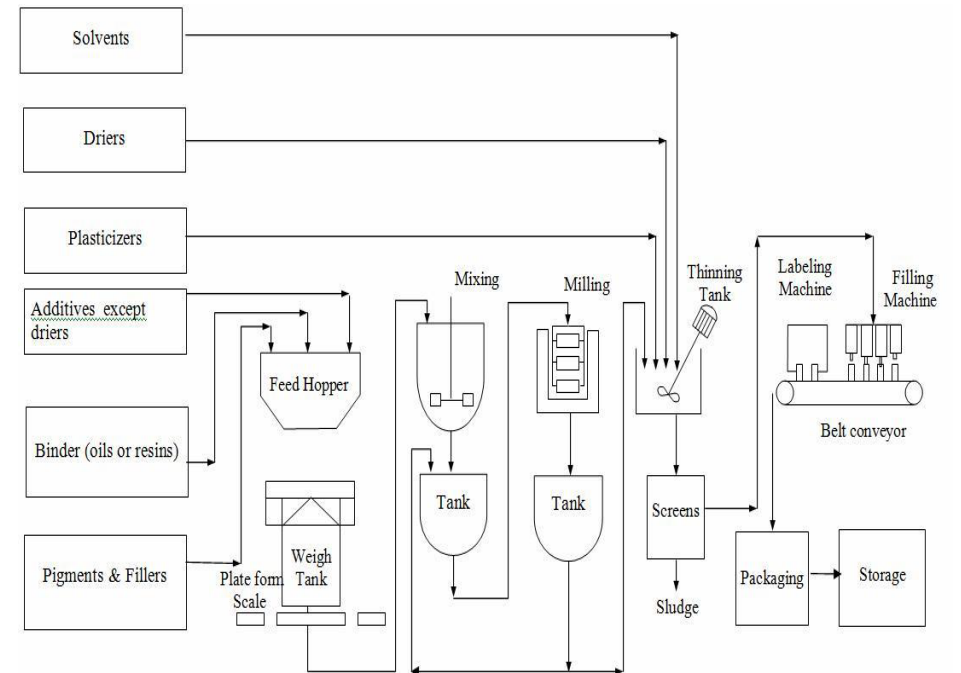 Solvents
Driers
Plasticizers
Additives except
driers
Binder (oils or resins)
Pigments & Fillers
Feed Hopper
Weigh
Tank
Plate form
Scale
Mixing
Tank
Milling
Tank
Thinning
Tank
Screens
Sludge
Labeling
Machine
Filling
Machine
Belt conveyor
Packaging
Storage